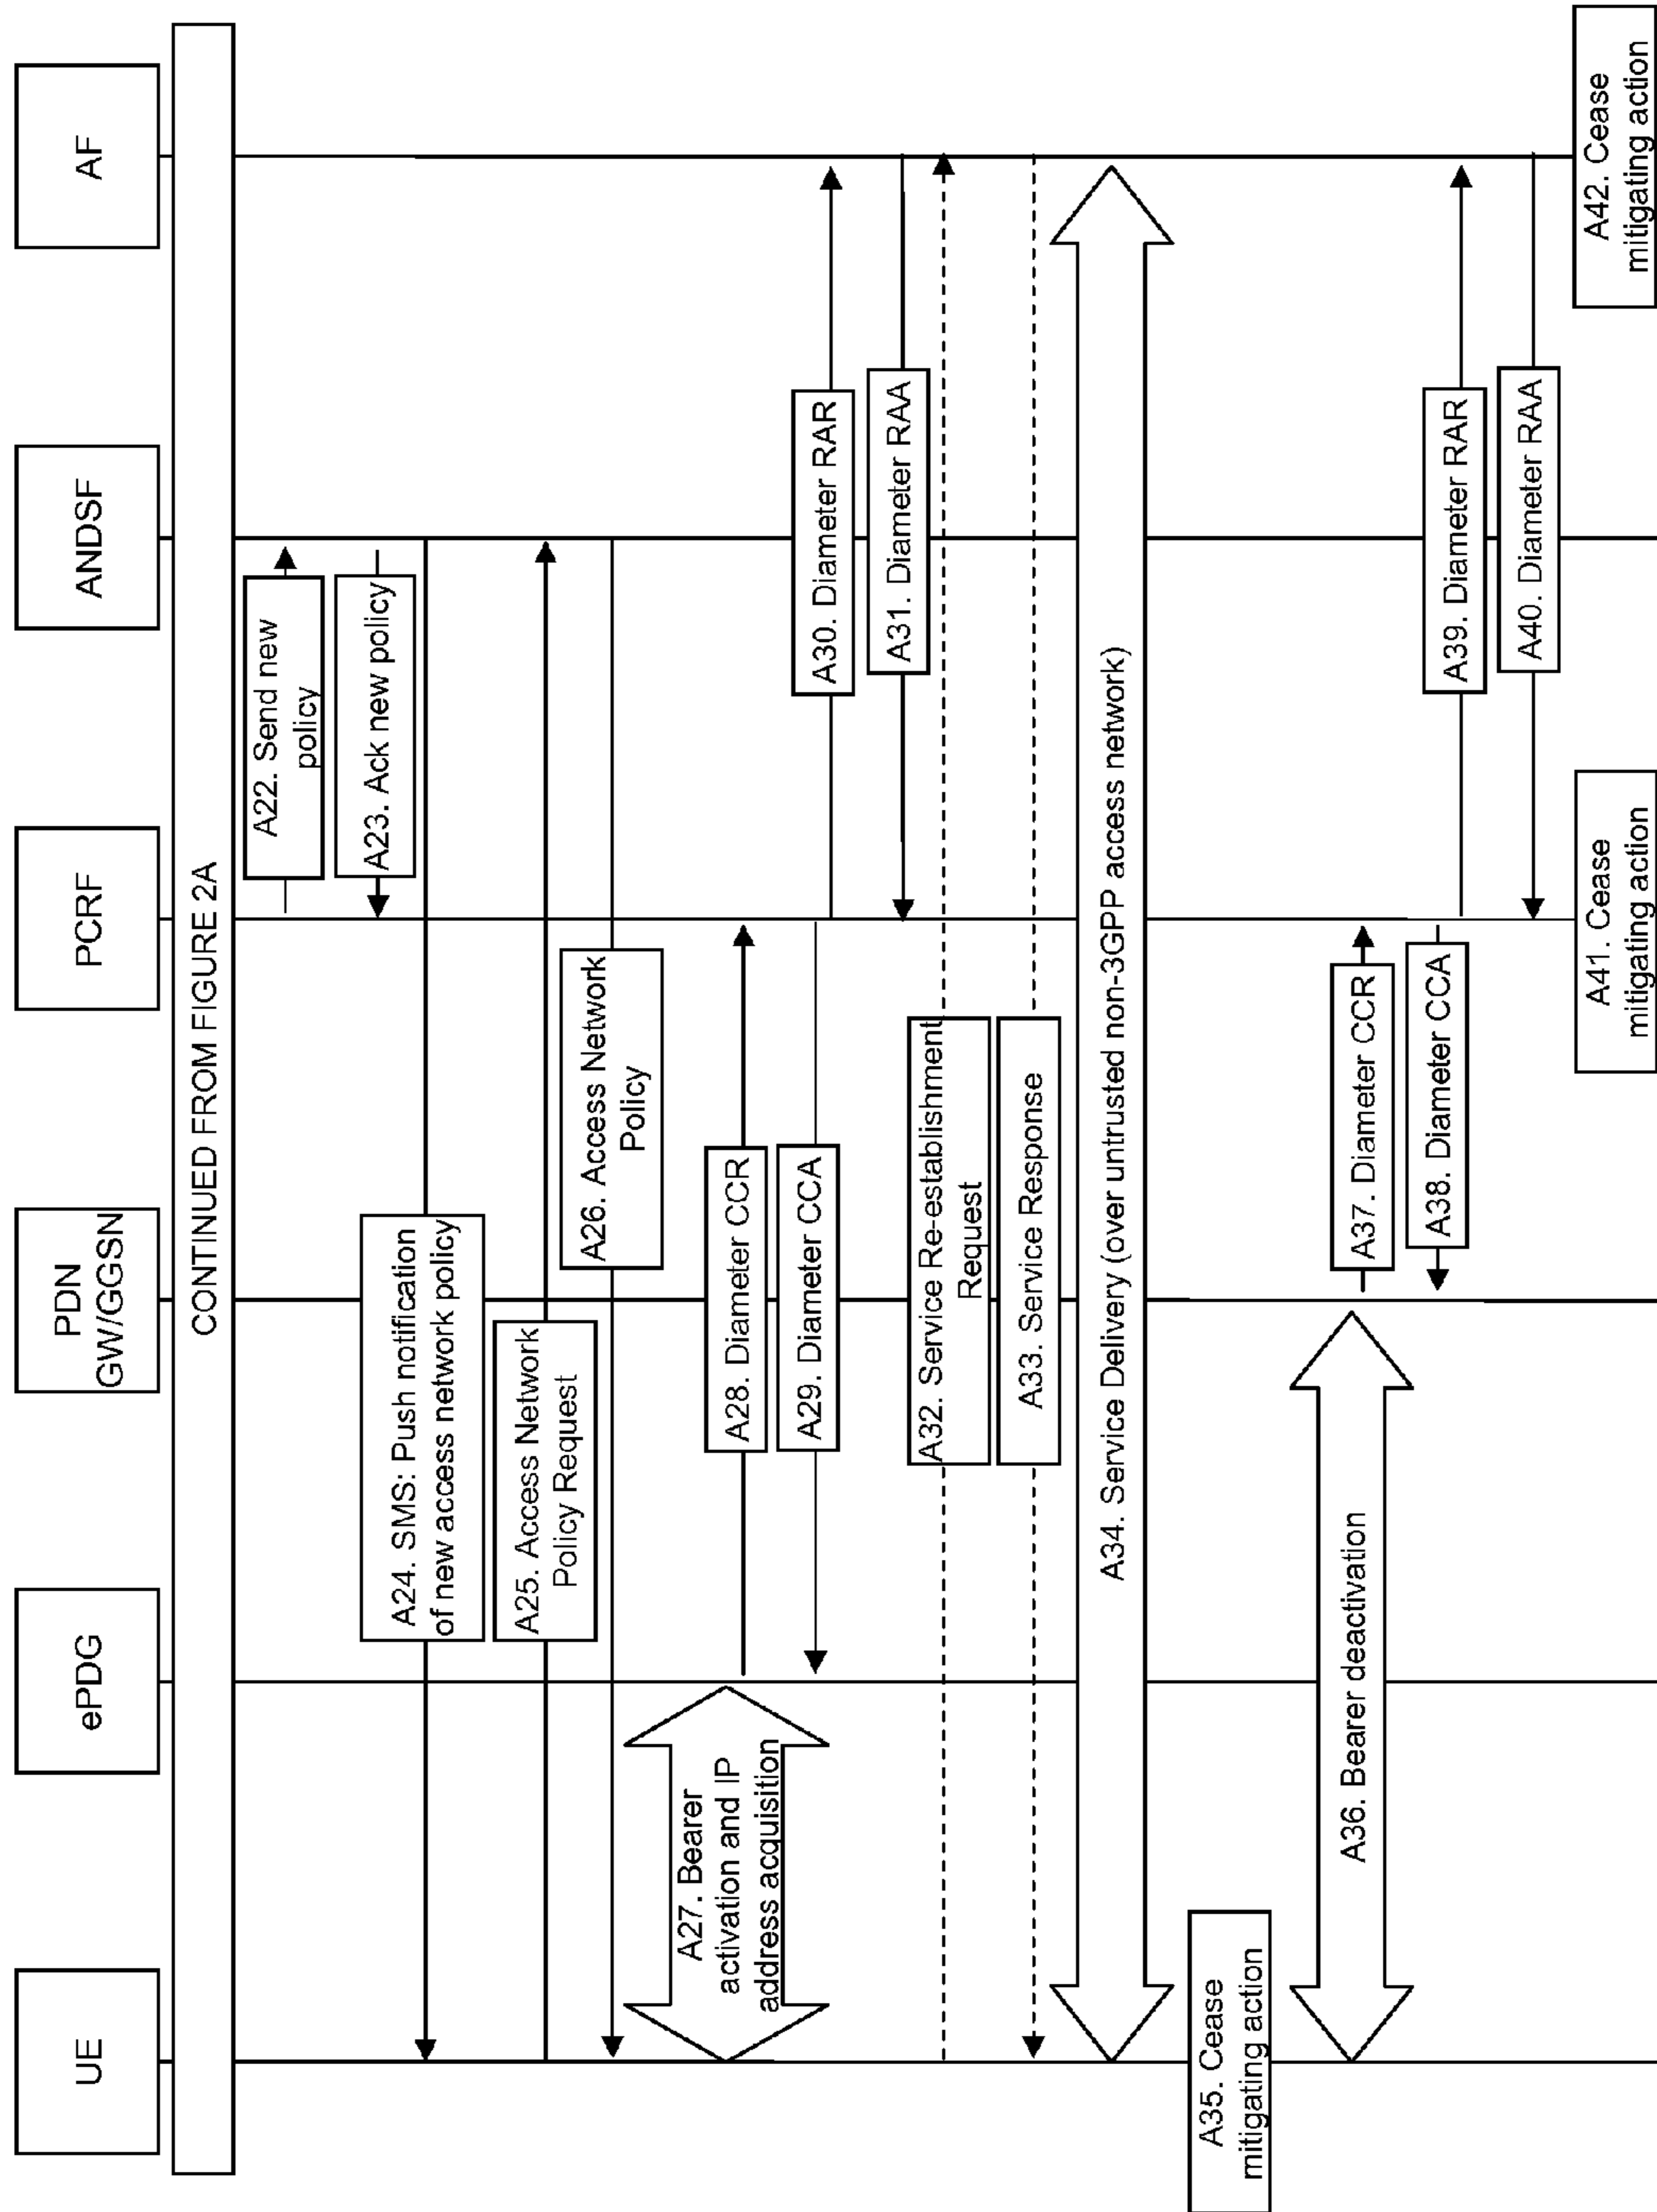 UE
ePDG
PDN
GW/GGSN
PCRF
ANDSF
AF
CONTINUED FROM FIGURE 2A
A22. Send new
policy
A23. Ack new policy
A24. SMS: Push notification
of new access network policy
A25. Access Network
Policy Request
A26. Access Network
Policy
A27. Bearer
activation and IP
address acquisition
A28. Diameter CCR
A29. Diameter CCA
A30. Diameter RAR
A31. Diameter RAA
A32. Service Re-establishment
Request
A33. Service Response
A34. Service Delivery (over untrusted non-3GPP access network)
A35. Cease
mitigating action
A36. Bearer deactivation
A37. Diameter CCR
A38. Diameter CCA
A39. Diameter RAR
A40. Diameter RAA
A41. Cease
mitigating action
A42. Cease
mitigating action